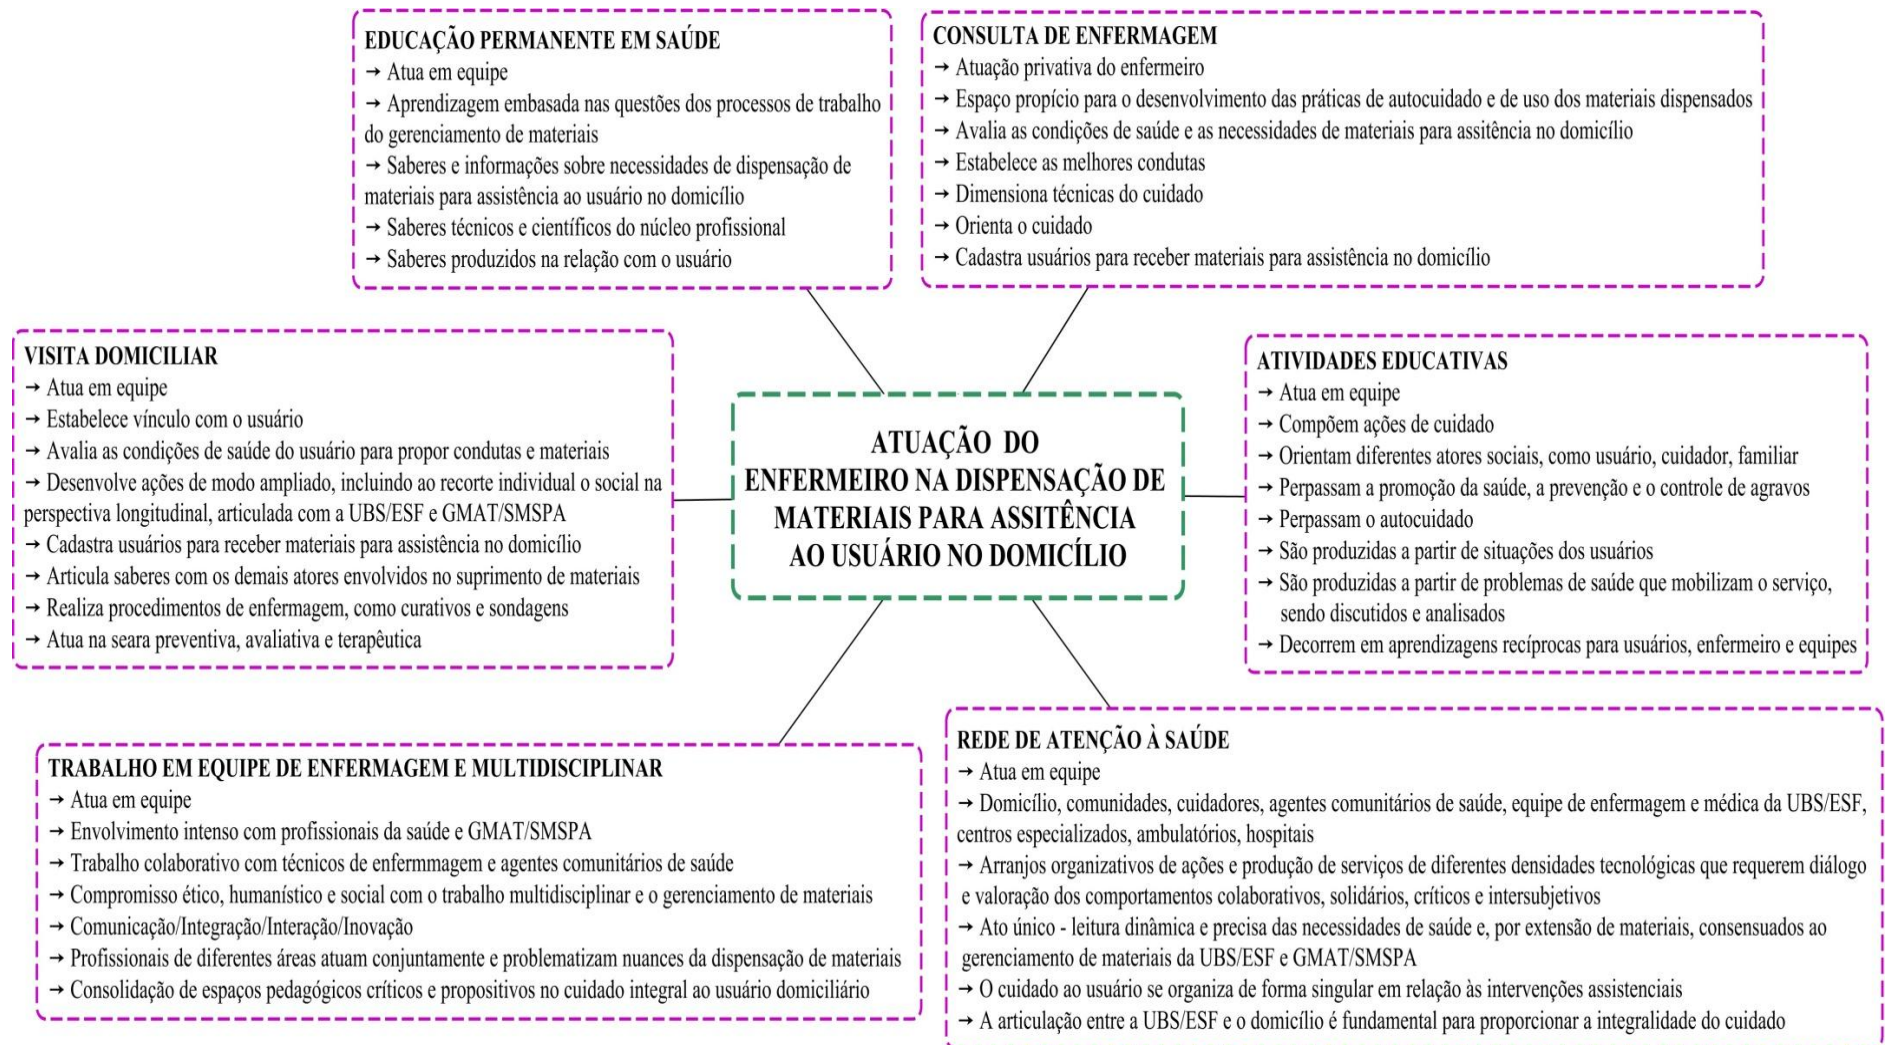 EDUCAÇÃO PERMANENTE EM SAÚDE
→ Atua em equipe
→ Aprendizagem embasada nas questões dos processos de trabalho
do gerenciamento de materiais
→ Saberes e informações sobre necessidades de dispensação de
materiais para assistência ao usuário no domicílio
→ Saberes técnicos e científicos do núcleo profissional
→ Saberes produzidos na relação com o usuário
CONSULTA DE ENFERMAGEM
→ Atuação privativa do enfermeiro
→ Espaço propício para o desenvolvimento das práticas de autocuidado e de uso dos materiais dispensados
→ Avalia as condições de saúde e as necessidades de materiais para assitência no domicílio
→ Estabelece as melhores condutas
→ Dimensiona técnicas do cuidado
→ Orienta o cuidado
→ Cadastra usuários para receber materiais para assistência no domicílio
VISITA DOMICILIAR
→ Atua em equipe
→ Estabelece vínculo com o usuário
→ Avalia as condições de saúde do usuário para propor condutas e materiais
→ Desenvolve ações de modo ampliado, incluindo ao recorte individual o social na
perspectiva longitudinal, articulada com a UBS/ESF e GMAT/SMSPA
→ Cadastra usuários para receber materiais para assistência no domicílio
→ Articula saberes com os demais atores envolvidos no suprimento de materiais
→ Realiza procedimentos de enfermagem, como curativos e sondagens
→ Atua na seara preventiva, avaliativa e terapêutica
ATUAÇÃO DO
ENFERMEIRO NA DISPENSAÇÃO DE
MATERIAIS PARA ASSITÊNCIA
AO USUÁRIO NO DOMICÍLIO
ATIVIDADES EDUCATIVAS
→ Atua em equipe
→ Compõem ações de cuidado
→ Orientam diferentes atores sociais, como usuário, cuidador, familiar
→ Perpassam a promoção da saúde, a prevenção e o controle de agravos
→ Perpassam o autocuidado
→ São produzidas a partir de situações dos usuários
→ São produzidas a partir de problemas de saúde que mobilizam o serviço,
sendo discutidos e analisados
→ Decorrem em aprendizagens recíprocas para usuários, enfermeiro e equipes
TRABALHO EM EQUIPE DE ENFERMAGEM E MULTIDISCIPLINAR
→ Atua em equipe
→ Envolvimento intenso com profissionais da saúde e GMAT/SMSPA
→ Trabalho colaborativo com técnicos de enfermmagem e agentes comunitários de saúde
→ Compromisso ético, humanístico e social com o trabalho multidisciplinar e o gerenciamento de materiais
→ Comunicação/Integração/Interação/Inovação
→ Profissionais de diferentes áreas atuam conjuntamente e problematizam nuances da dispensação de materiais
→ Consolidação de espaços pedagógicos críticos e propositivos no cuidado integral ao usuário domiciliário
REDE DE ATENÇÃO À SAÚDE
→ Atua em equipe
→ Domicílio, comunidades, cuidadores, agentes comunitários de saúde, equipe de enfermagem e médica da UBS/ESF,
centros especializados, ambulatórios, hospitais
→ Arranjos organizativos de ações e produção de serviços de diferentes densidades tecnológicas que requerem diálogo
e valoração dos comportamentos colaborativos, solidários, críticos e intersubjetivos
→ Ato único - leitura dinâmica e precisa das necessidades de saúde e, por extensão de materiais, consensuados ao
gerenciamento de materiais da UBS/ESF e GMAT/SMSPA
→ O cuidado ao usuário se organiza de forma singular em relação às intervenções assistenciais
→ A articulação entre a UBS/ESF e o domicílio é fundamental para proporcionar a integralidade do cuidado